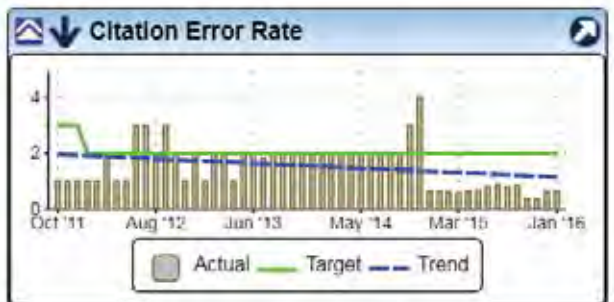 Citation Error Rate
4
2
0
Oct '11 Aug '12 Jun '13 May '14 Mar '15 Jan '16
Actual Target Trend